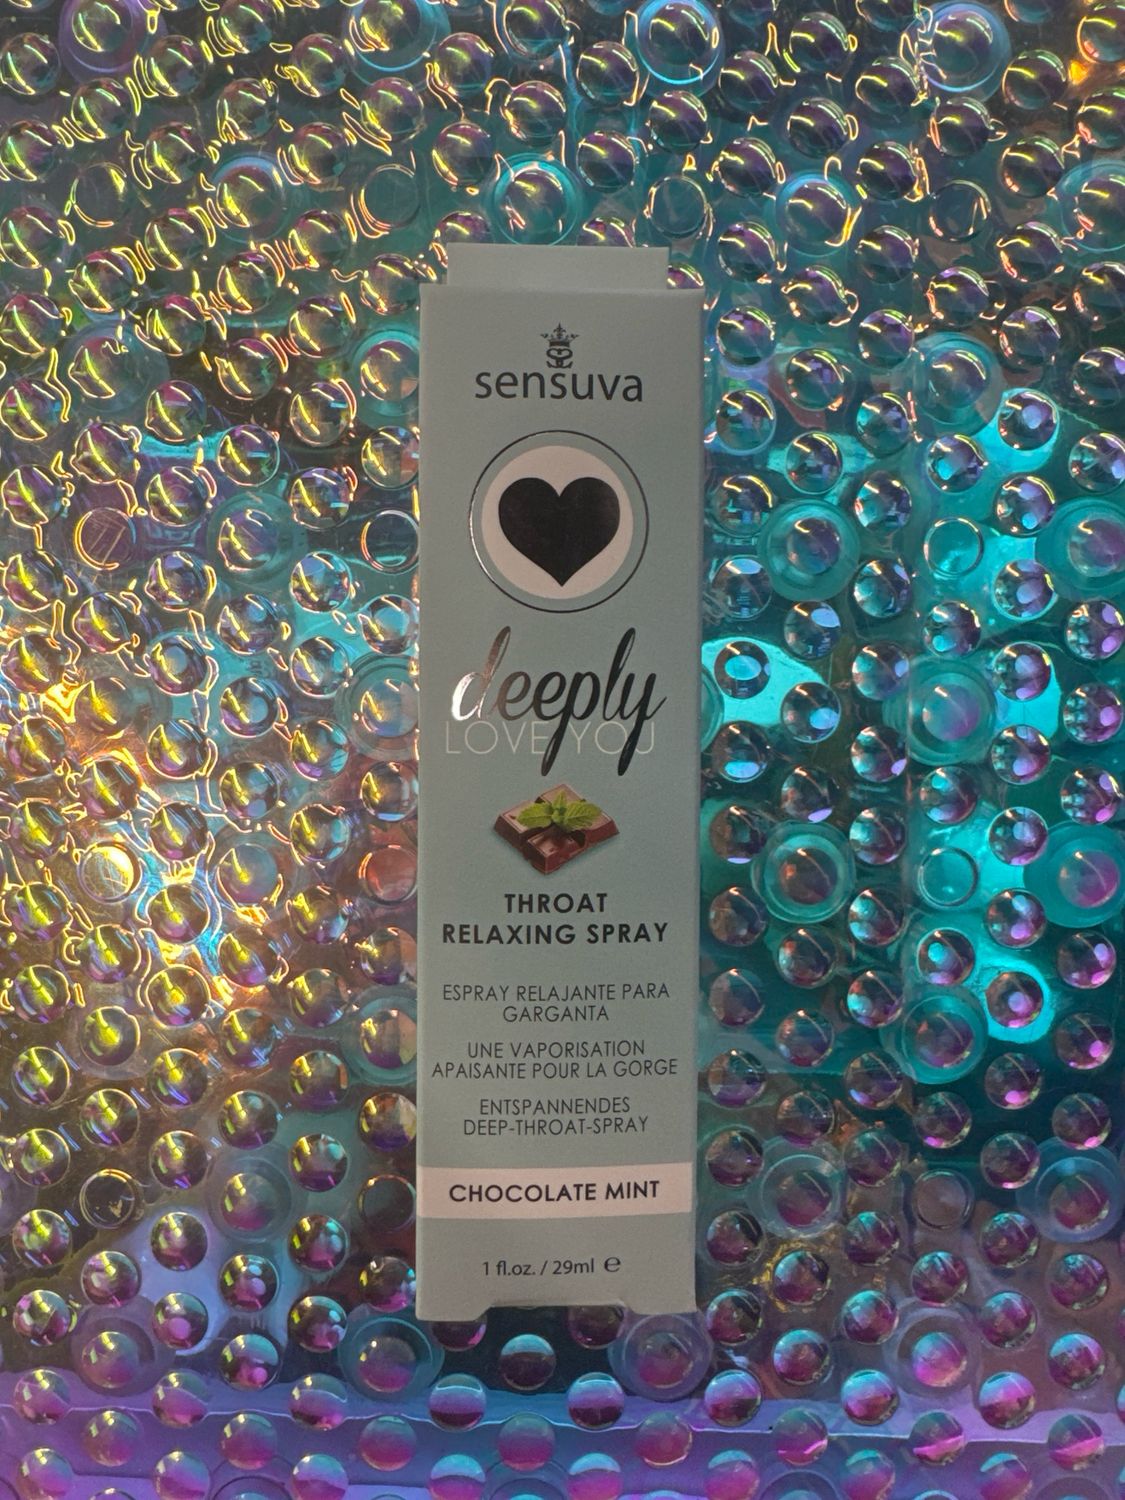 sensuva
deeply
LOVE YOU
THROAT
RELAXING SPRAY
ESPRAY RELAJANTE PARA
GARGANTA
UNE VAPORISATION
APAISANTE POUR LA GORGE
ENTSPANNENDES
DEEP-THROAT-SPRAY
CHOCOLATE MINT
1 fl.oz. / 29ml ℮